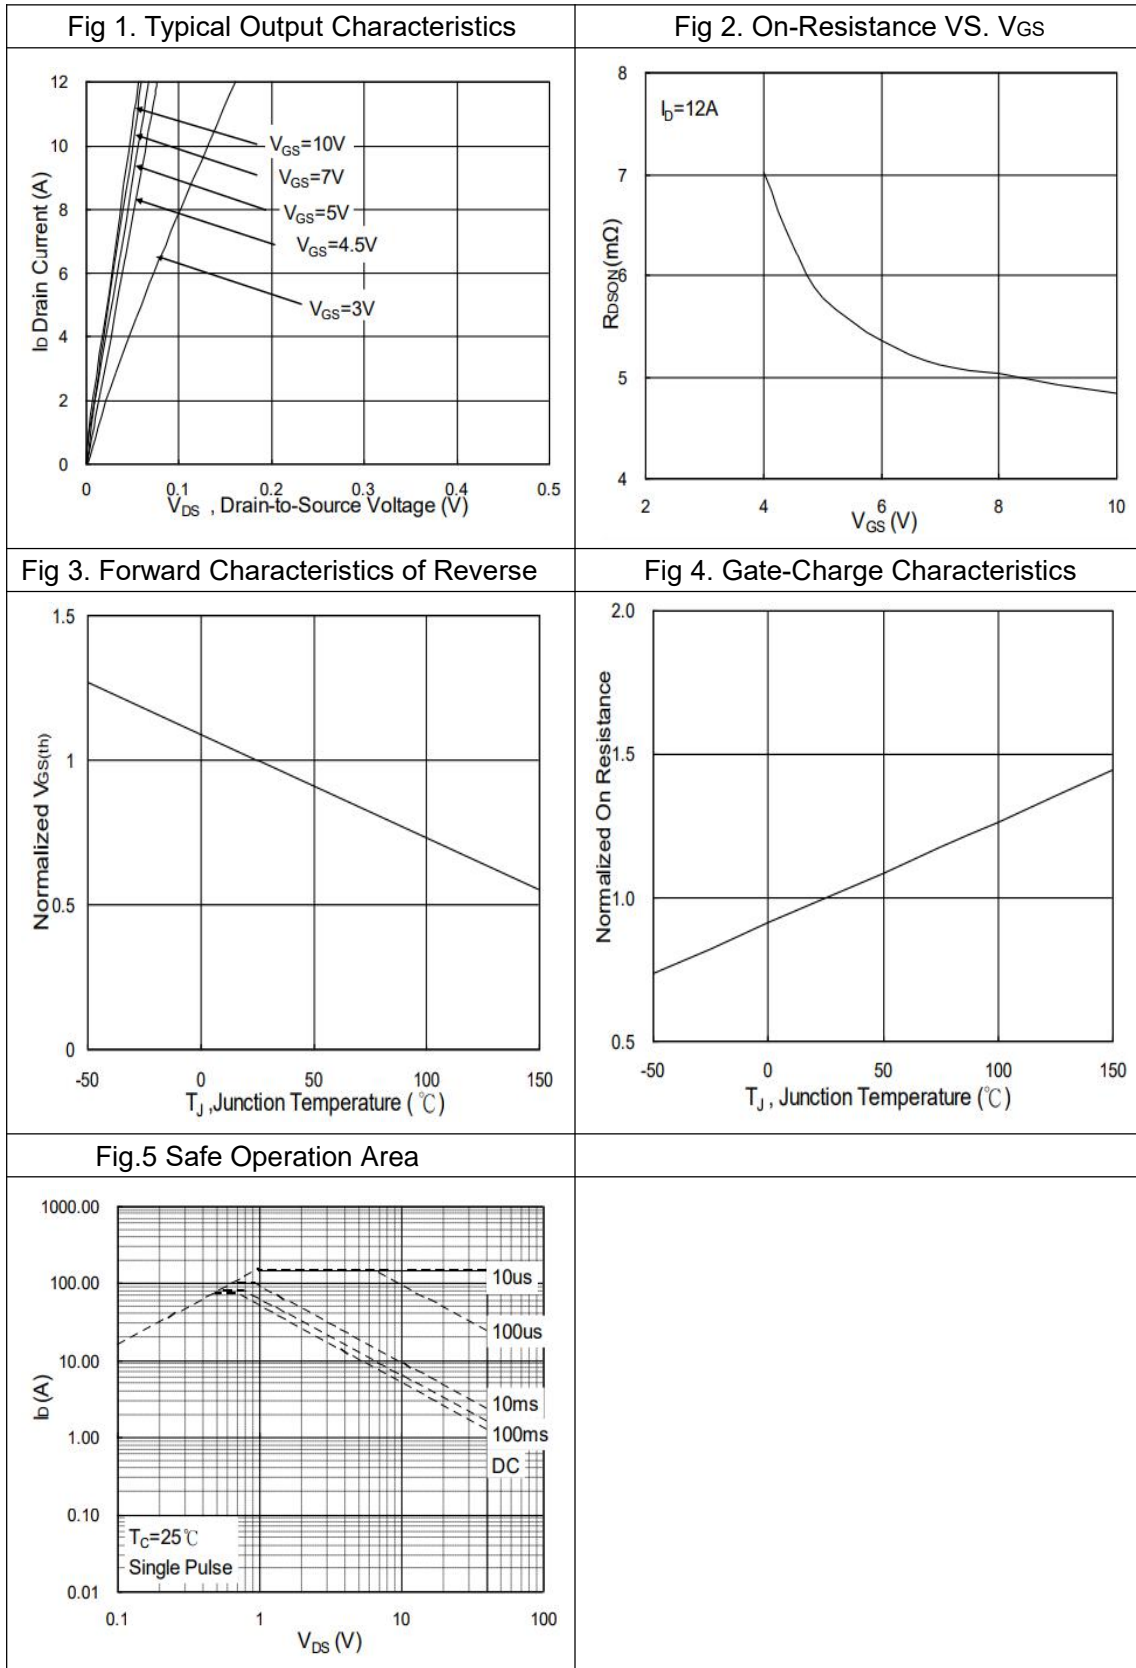 Fig 1. Typical Output Characteristics
Fig 2. On-Resistance VS. VGS
12
10
8
6
4
2
0
ID Drain Current (A)
VGS=10V
VGS=7V
VGS=5V
VGS=4.5V
VGS=3V
0 0.1 0.2 0.3 0.4 0.5
VDS , Drain-to-Source Voltage (V)
8
7
6
5
4
RDSON(mΩ)
ID=12A
2 4 6 8 10
VGS (V)
Fig 3. Forward Characteristics of Reverse
Fig 4. Gate-Charge Characteristics
1.5
1
0.5
0
Normalized VGS(th)
-50 0 50 100 150
TJ ,Junction Temperature ( ℃)
2.0
1.5
1.0
0.5
Normalized On Resistance
-50 0 50 100 150
TJ , Junction Temperature (℃)
Fig.5 Safe Operation Area
1000.00
100.00
10.00
1.00
0.10
0.01
ID (A)
10us
100us
10ms
100ms
DC
TC=25℃
Single Pulse
0.1 1 10 100
VDS (V)